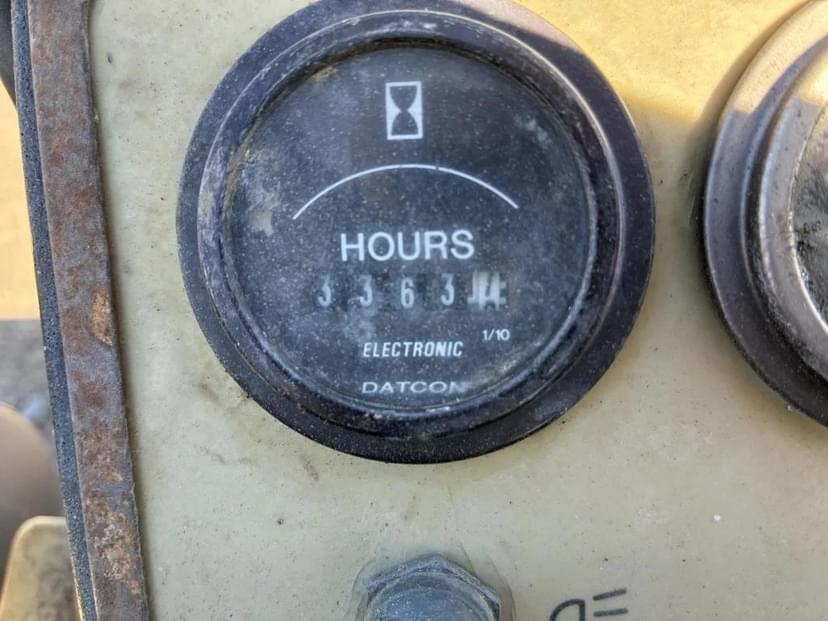 HOURS
3 3 6 3
1/10
ELECTRONIC
DATCON